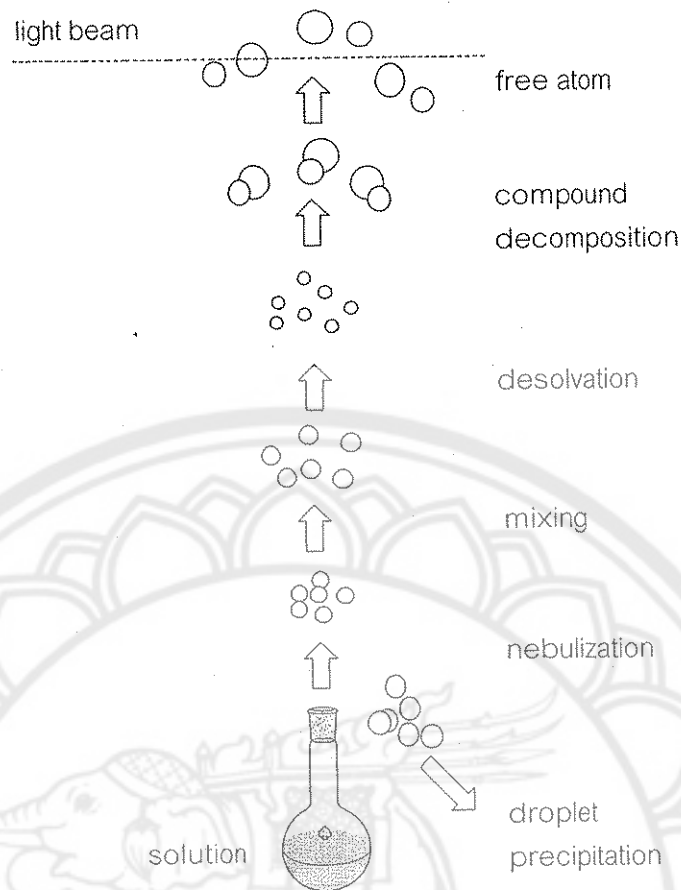 light beam
free atom
compound
decomposition
desolvation
mixing
nebulization
droplet
precipitation
solution